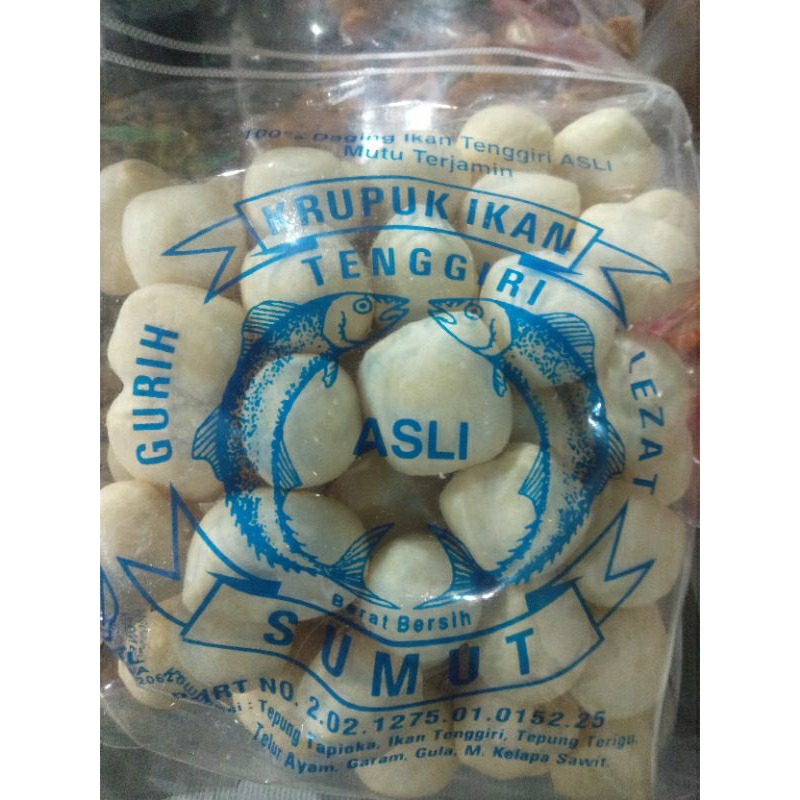 100% Daging Ikan Tenggiri ASLI
Mutu Terjamin
KRUPUK IKAN
TENGGIRI
GURIH
LEZAT
ASLI
Berat Bersih
SUMUT
P.IRT NO. 2.02.1275.01.0152.25
Tepung Tapioka, Ikan Tenggiri, Tepung Terigu,
Telur Ayam, Garam, Gula, M. Kelapa Sawit.